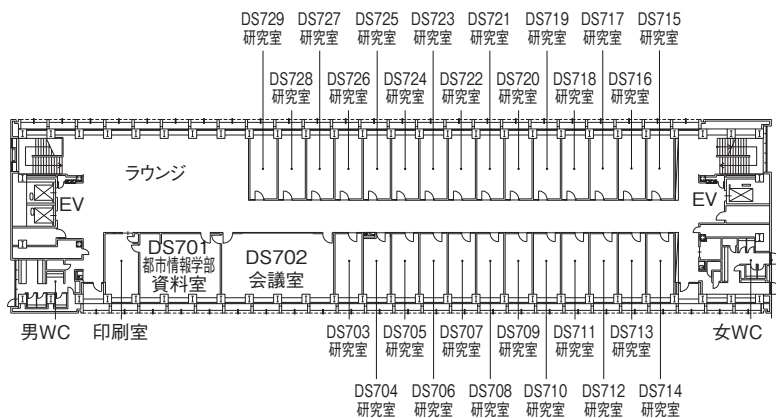 DS729 DS727 DS725 DS723 DS721 DS719 DS717 DS715
研究室 研究室 研究室 研究室 研究室 研究室 研究室 研究室
DS728 DS726 DS724 DS722 DS720 DS718 DS716
研究室 研究室 研究室 研究室 研究室 研究室 研究室
ラウンジ
EV
EV
DS701
都市情報学部
資料室
DS702
会議室
男WC
印刷室
女WC
DS703 DS705 DS707 DS709 DS711 DS713
研究室 研究室 研究室 研究室 研究室 研究室
DS704 DS706 DS708 DS710 DS712 DS714
研究室 研究室 研究室 研究室 研究室 研究室